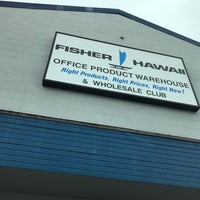 FISHER HAWAII
OFFICE PRODUCT WAREHOUSE
Right Products, Right Prices, Right Now!
& WHOLESALE CLUB